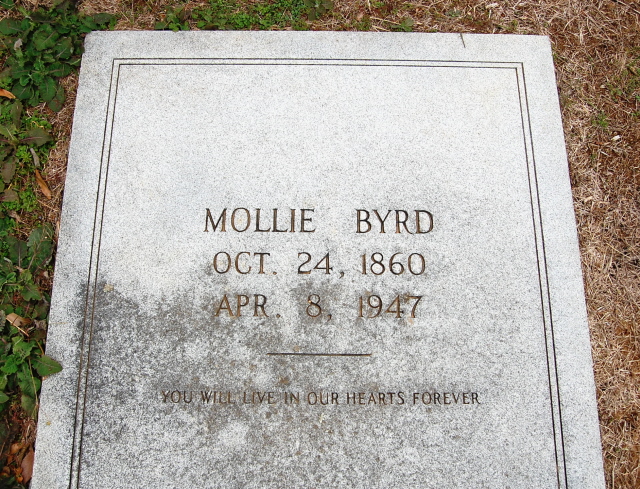 MOLLIE BYRD
OCT. 24, 1860
APR. 8, 1947
YOU WILL LIVE IN OUR HEARTS FOREVER